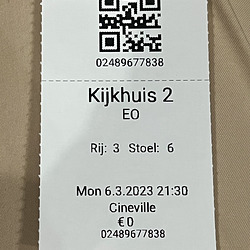 02489677838
Kijkhuis 2
EO
Rij: 3 Stoel: 6
Mon 6.3.2023 21:30
Cineville
€ 0
02489677838